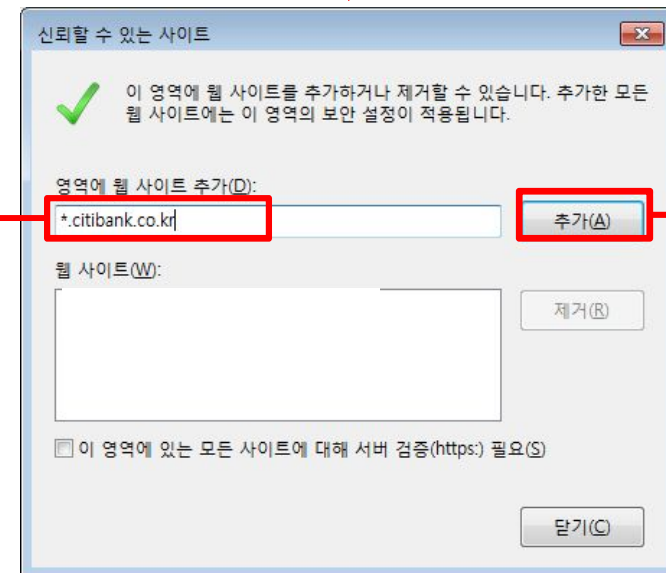 신뢰할 수 있는 사이트
이 영역에 웹 사이트를 추가하거나 제거할 수 있습니다. 추가한 모든
웹 사이트에는 이 영역의 보안 설정이 적용됩니다.
영역에 웹 사이트 추가(D):
*.citibank.co.kr
추가(A)
웹 사이트(W):
제거(R)
이 영역에 있는 모든 사이트에 대해 서버 검증(https:) 필요(S)
닫기(C)